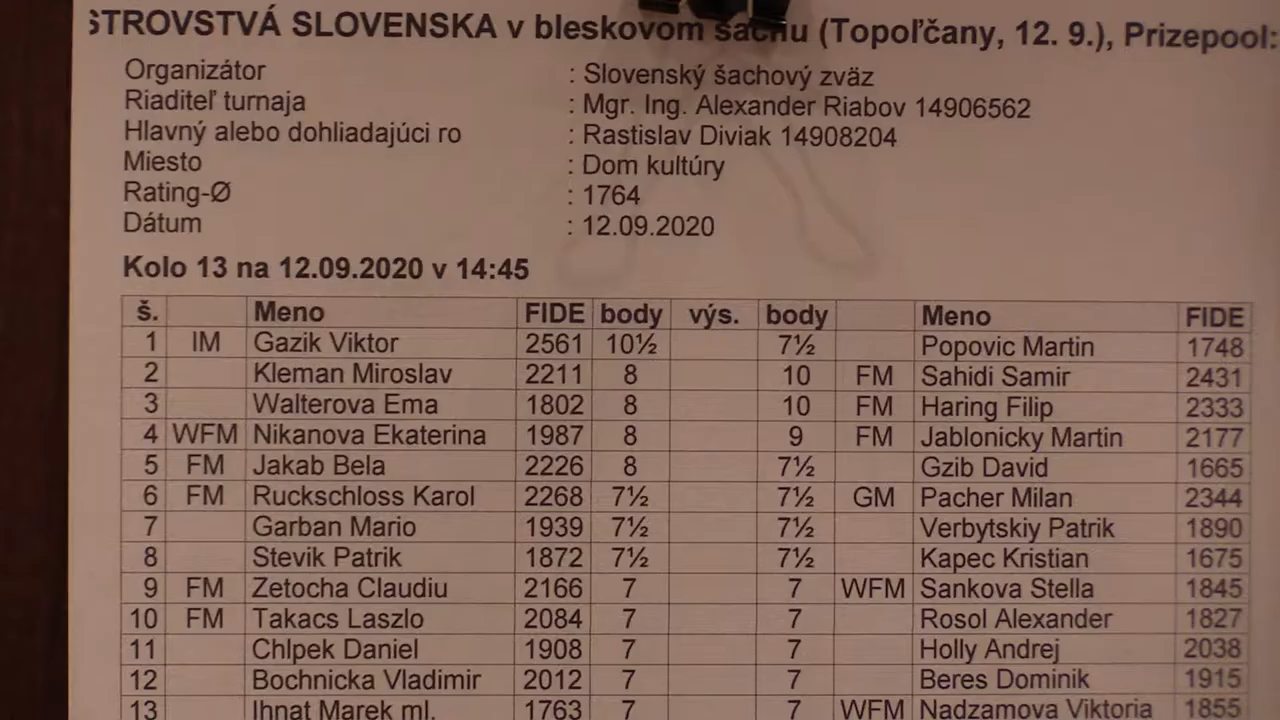 STROVSTVÁ SLOVENSKA v bleskovom šachu (Topoľčany, 12. 9.), Prizepool:
Organizátor : Slovenský šachový zväz
Riaditeľ turnaja : Mgr. Ing. Alexander Riabov 14906562
Hlavný alebo dohliadajúci ro : Rastislav Diviak 14908204
Miesto : Dom kultúry
Rating-Ø : 1764
Dátum : 12.09.2020
Kolo 13 na 12.09.2020 v 14:45
š. Meno FIDE body výs. body Meno FIDE
1 IM Gazik Viktor 2561 10½ 7½ Popovic Martin 1748
2 Kleman Miroslav 2211 8 10 FM Sahidi Samir 2431
3 Walterova Ema 1802 8 10 FM Haring Filip 2333
4 WFM Nikanova Ekaterina 1987 8 9 FM Jablonicky Martin 2177
5 FM Jakab Bela 2226 8 7½ Gzib David 1665
6 FM Ruckschloss Karol 2268 7½ 7½ GM Pacher Milan 2344
7 Garban Mario 1939 7½ 7½ Verbytskiy Patrik 1890
8 Stevik Patrik 1872 7½ 7½ Kapec Kristian 1675
9 FM Zetocha Claudiu 2166 7 7 WFM Sankova Stella 1845
10 FM Takacs Laszlo 2084 7 7 Rosol Alexander 1827
11 Chlpek Daniel 1908 7 7 Holly Andrej 2038
12 Bochnicka Vladimir 2012 7 7 Beres Dominik 1915
13 Ihnat Marek ml. 1763 7 7 WFM Nadzamova Viktoria 1855